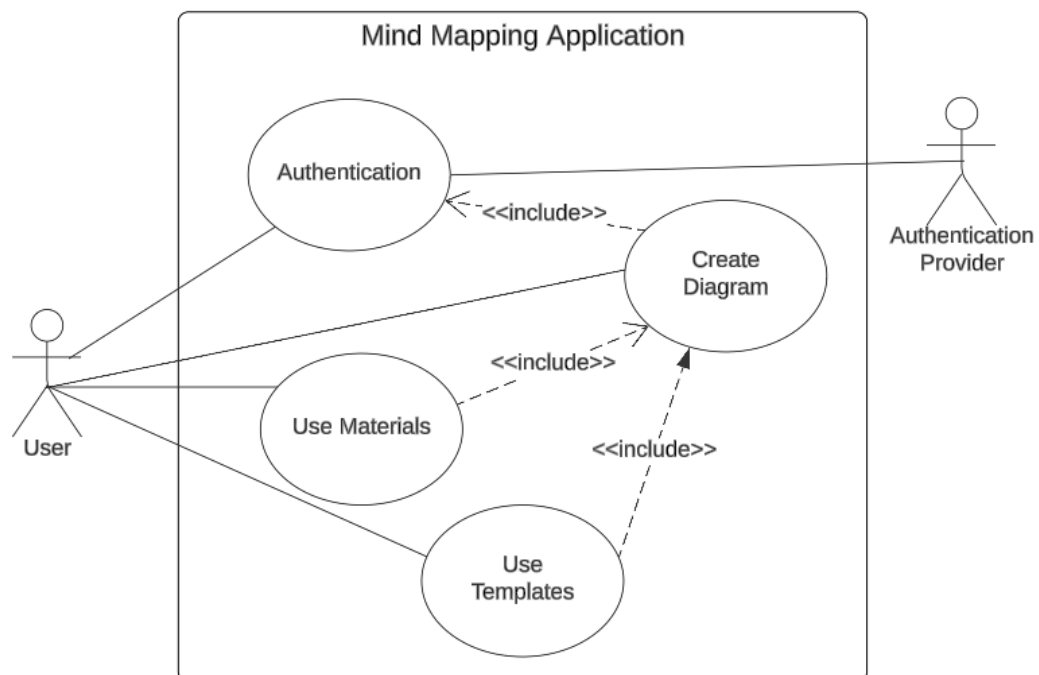 Mind Mapping Application
Authentication
<<include>>
Create
Diagram
Authentication
Provider
<<include>>
Use Materials
User
<<include>>
Use
Templates